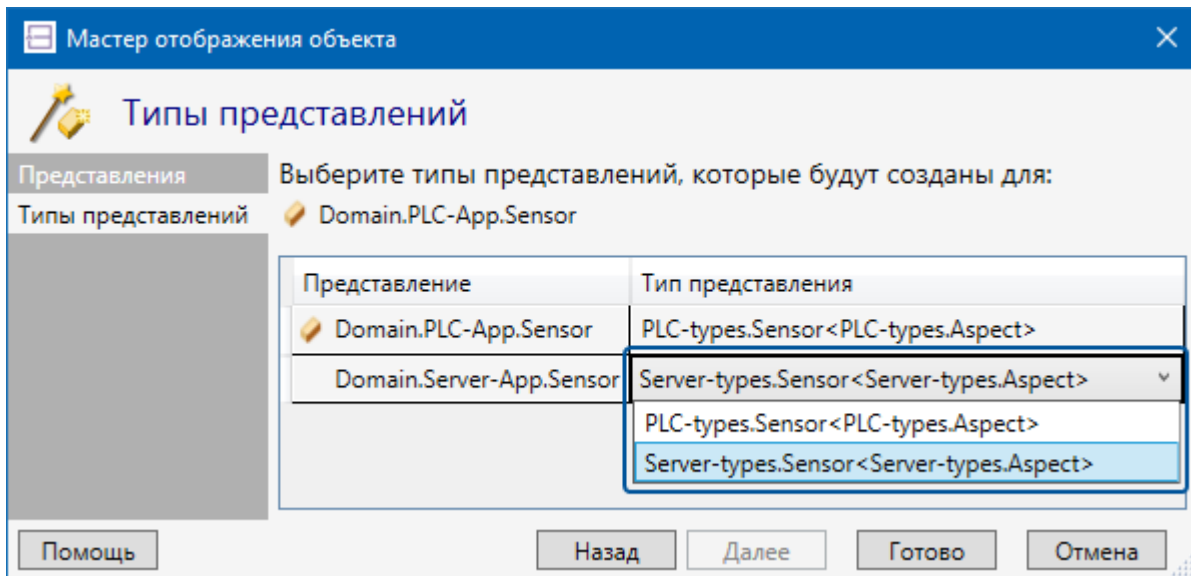 Мастер отображения объекта
Типы представлений
Представления
Типы представлений
Выберите типы представлений, которые будут созданы для:
Domain.PLC-App.Sensor
Представление Тип представления
Domain.PLC-App.Sensor PLC-types.Sensor<PLC-types.Aspect>
Domain.Server-App.Sensor Server-types.Sensor<Server-types.Aspect>
PLC-types.Sensor<PLC-types.Aspect>
Server-types.Sensor<Server-types.Aspect>
Помощь Назад Далее Готово Отмена